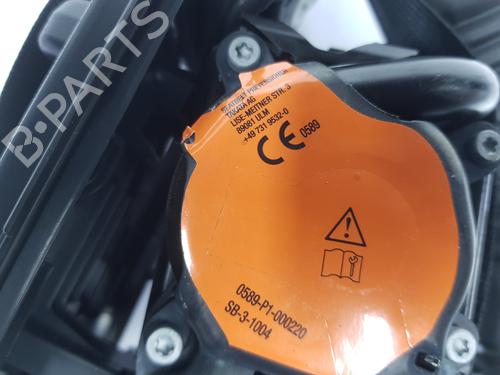 B-PARTS
SEATBELT PRETENSIONER
TAKATA AG
LISE-MEITNER STR. 3
89081 ULM
+49 731 9532-0
CE 0589
0589-P1-000220
SB-3-1004